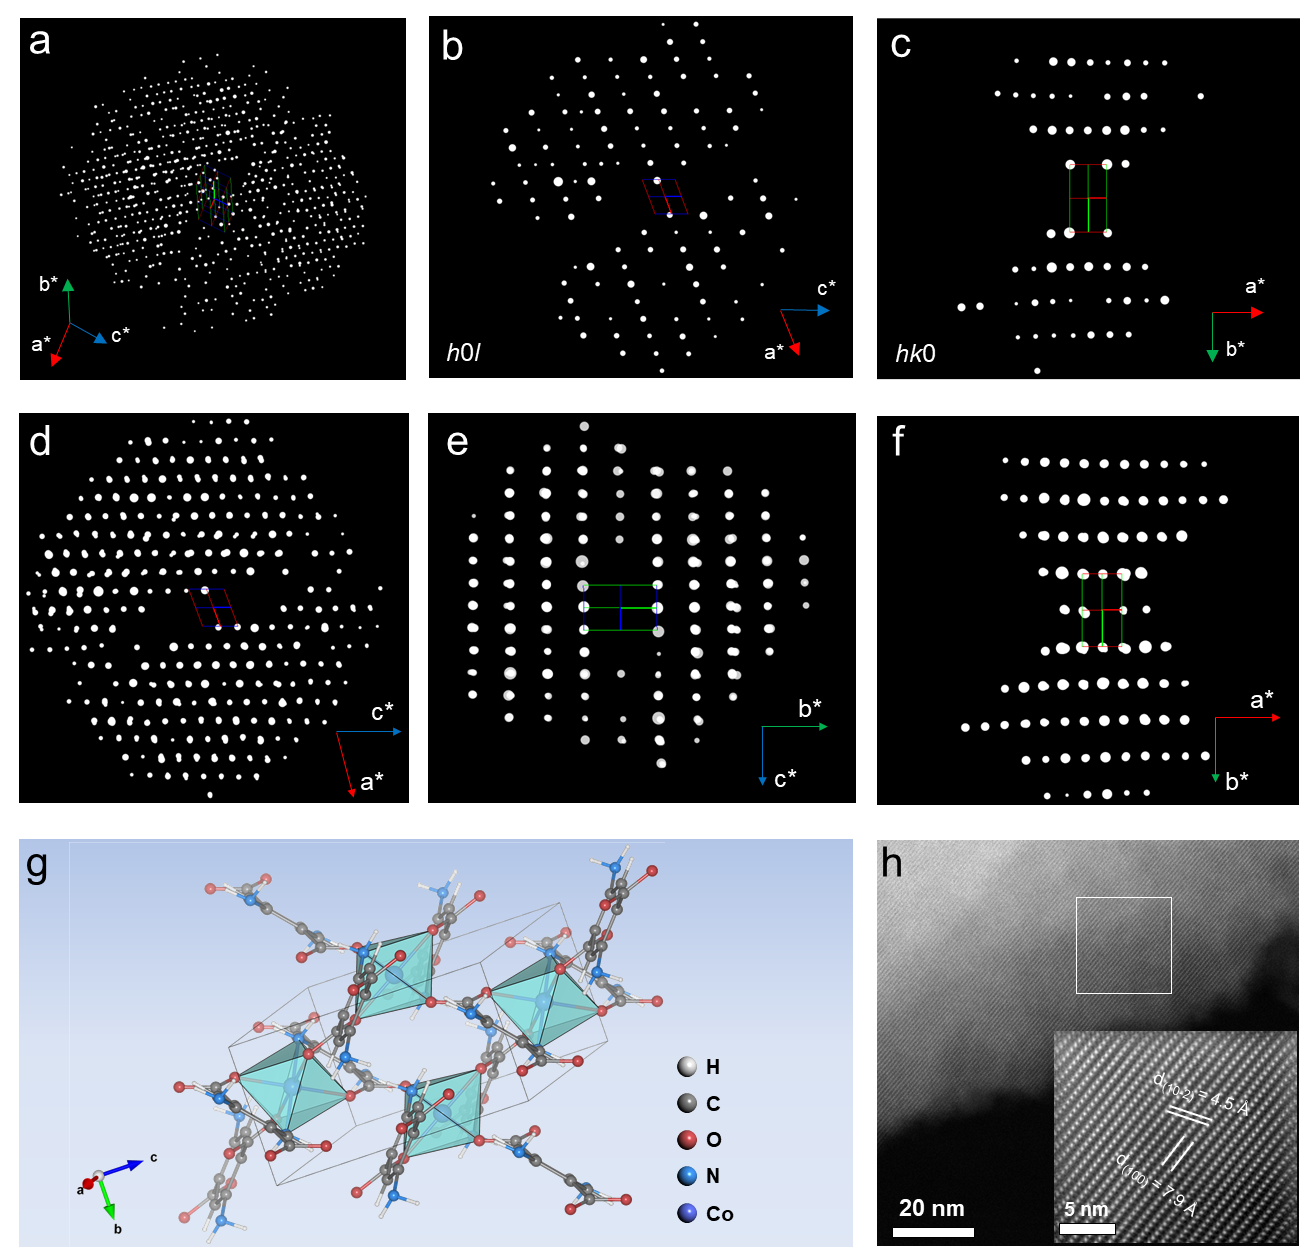 a
b*
a*
c*
b
c*
a*
h0l
c
a*
b*
hk0
d
c*
a*
e
b*
c*
f
a*
b*
g
H
C
O
N
Co
c
a
b
h
d(10-2) = 4.5 Å
d(100) = 7.9 Å
20 nm
5 nm